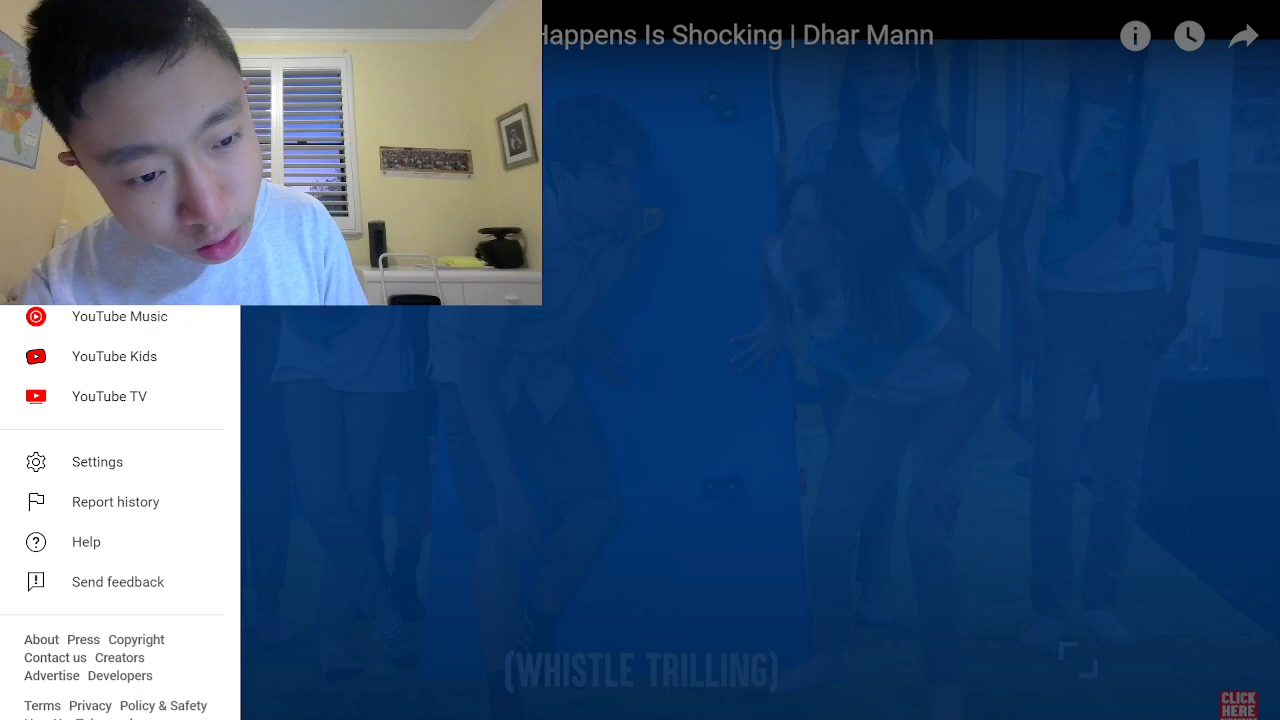 Happens Is Shocking | Dhar Mann
YouTube Music
YouTube Kids
YouTube TV
Settings
Report history
Help
Send feedback
About Press Copyright
Contact us Creators
Advertise Developers
Terms Privacy Policy & Safety
(WHISTLE TRILLING)
CLICK
HERE